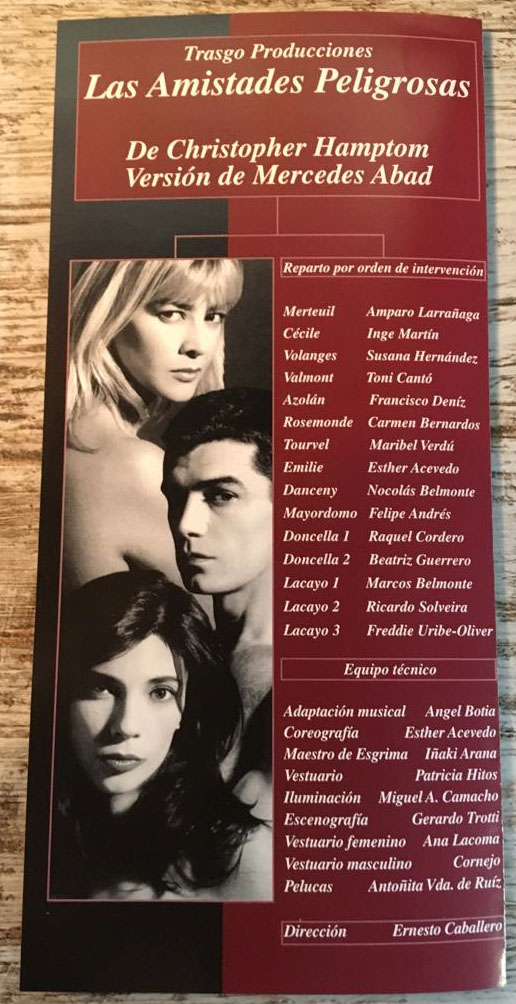 Trasgo Producciones
Las Amistades Peligrosas
De Christopher Hamptom
Versión de Mercedes Abad
Reparto por orden de intervención
Merteuil Amparo Larrañaga
Cécile Inge Martín
Volanges Susana Hernández
Valmont Toni Cantó
Azolán Francisco Deníz
Rosemonde Carmen Bernardos
Tourvel Maribel Verdú
Emilie Esther Acevedo
Danceny Nocolás Belmonte
Mayordomo Felipe Andrés
Doncella 1 Raquel Cordero
Doncella 2 Beatriz Guerrero
Lacayo 1 Marcos Belmonte
Lacayo 2 Ricardo Solveira
Lacayo 3 Freddie Uribe-Oliver
Equipo técnico
Adaptación musical Angel Botia
Coreografía Esther Acevedo
Maestro de Esgrima Iñaki Arana
Vestuario Patricia Hitos
Iluminación Miguel A. Camacho
Escenografía Gerardo Trotti
Vestuario femenino Ana Lacoma
Vestuario masculino Cornejo
Pelucas Antoñita Vda. de Ruíz
Dirección Ernesto Caballero